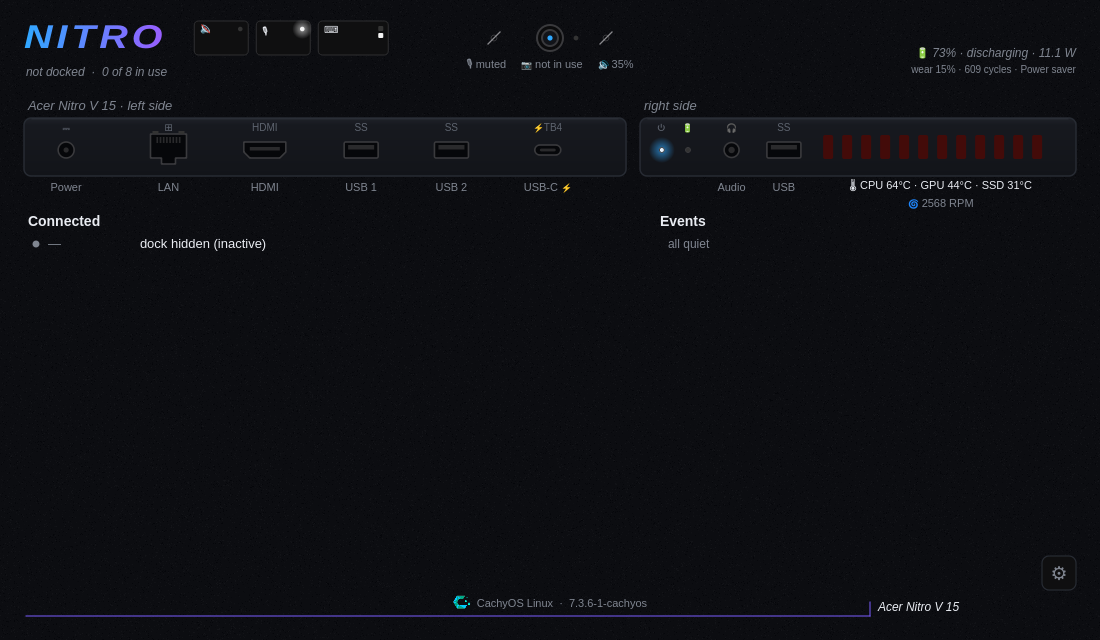 NITRO
not docked · 0 of 8 in use
muted
not in use
35%
73% · discharging · 11.1 W
wear 15% · 609 cycles · Power saver
Acer Nitro V 15 · left side
right side
HDMI
SS
SS
⚡TB4
SS
Power
LAN
HDMI
USB 1
USB 2
USB-C ⚡
Audio
USB
CPU 64°C · GPU 44°C · SSD 31°C
2568 RPM
Connected
Events
— dock hidden (inactive)
all quiet
CachyOS Linux · 7.3.6-1-cachyos
Acer Nitro V 15